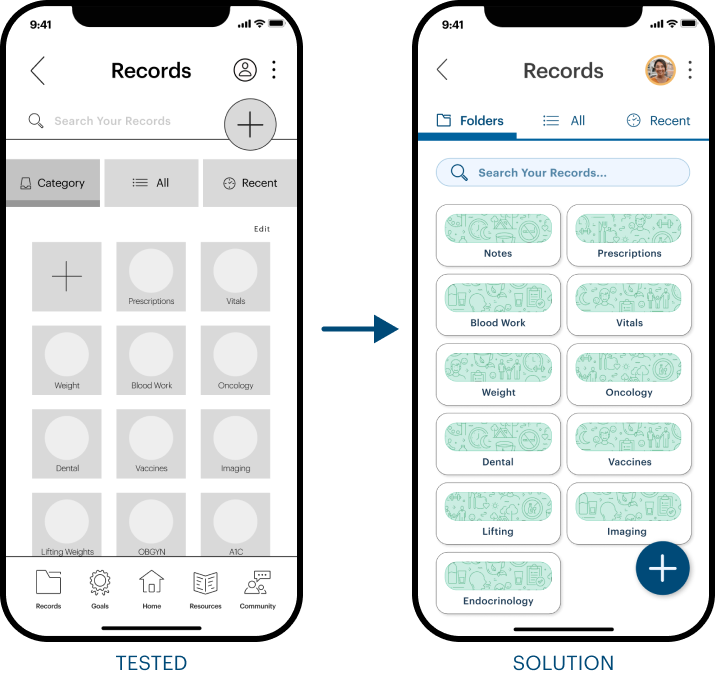 9:41
Records
Search Your Records
Category
All
Recent
Edit
Prescriptions
Vitals
Weight
Blood Work
Oncology
Dental
Vaccines
Imaging
Lifting Weights
OBGYN
A1C
Records
Goals
Home
Resources
Community
TESTED
9:41
Records
Folders
All
Recent
Search Your Records...
Notes
Prescriptions
Blood Work
Vitals
Weight
Oncology
Dental
Vaccines
Lifting
Imaging
Endocrinology
SOLUTION